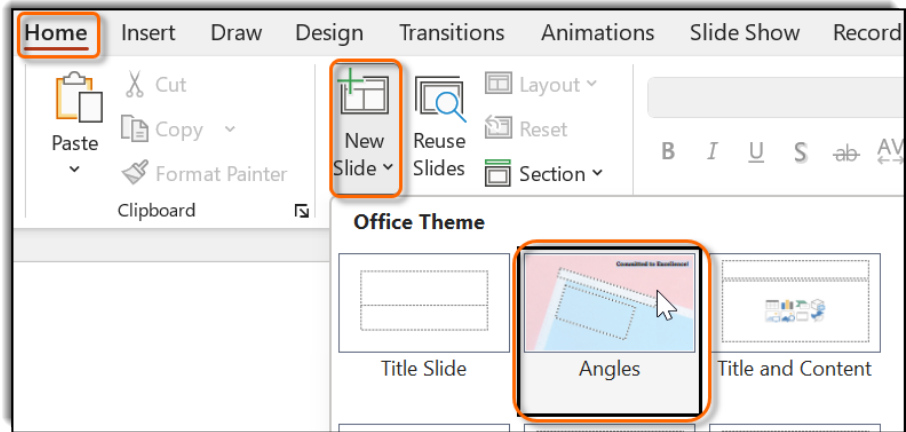 Home Insert Draw Design Transitions Animations Slide Show Record
Cut
Copy
Format Painter
Paste
Clipboard
New
Slide
Reuse
Slides
Layout
Reset
Section
B I U S ab AV
Office Theme
Committed to Excellence!
Title Slide Angles Title and Content